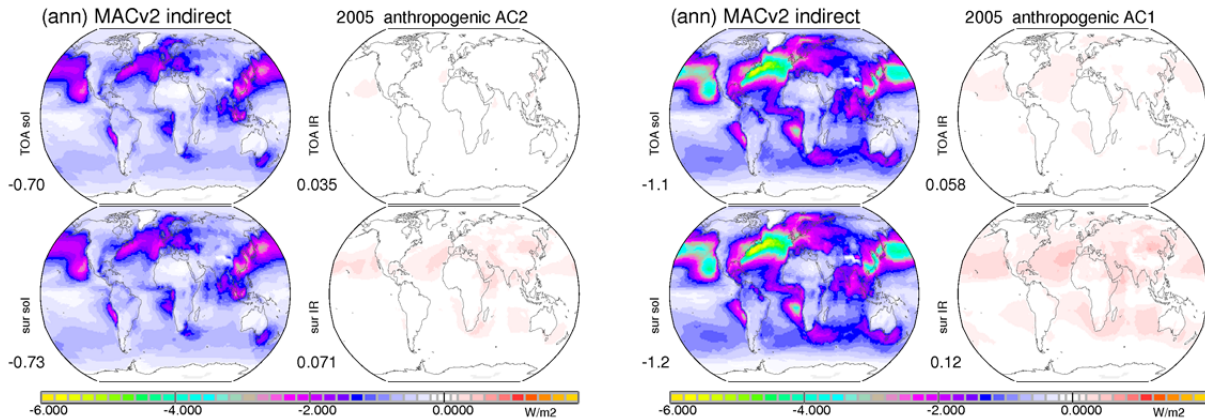 (ann) MACv2 indirect
2005 anthropogenic AC2
(ann) MACv2 indirect
2005 anthropogenic AC1
TOA sol
-0.70
TOA IR
0.035
TOA sol
-1.1
TOA IR
0.058
sur sol
-0.73
sur IR
0.071
sur sol
-1.2
sur IR
0.12
-6.000 -4.000 -2.000 0.0000
W/m2
-6.000 -4.000 -2.000 0.0000
W/m2